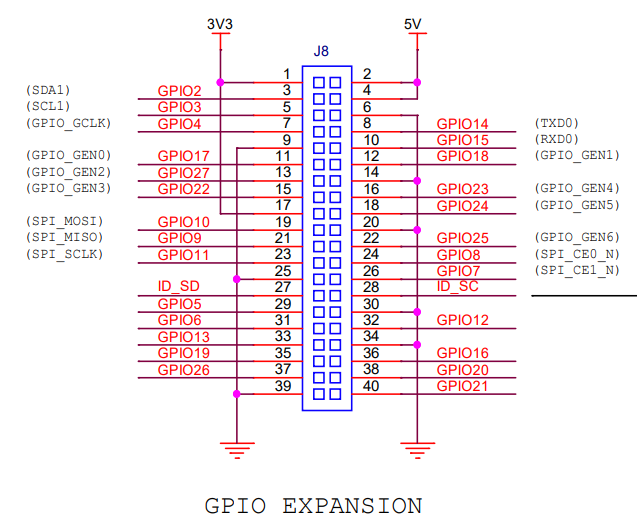 3V3 5V
J8
1 2
(SDA1) GPIO2 3 4
(SCL1) GPIO3 5 6
(GPIO_GCLK) GPIO4 7 8 GPIO14 (TXD0)
9 10 GPIO15 (RXD0)
(GPIO_GEN0) GPIO17 11 12 GPIO18 (GPIO_GEN1)
(GPIO_GEN2) GPIO27 13 14
(GPIO_GEN3) GPIO22 15 16 GPIO23 (GPIO_GEN4)
17 18 GPIO24 (GPIO_GEN5)
(SPI_MOSI) GPIO10 19 20
(SPI_MISO) GPIO9 21 22 GPIO25 (GPIO_GEN6)
(SPI_SCLK) GPIO11 23 24 GPIO8 (SPI_CE0_N)
25 26 GPIO7 (SPI_CE1_N)
ID_SD 27 28 ID_SC
GPIO5 29 30
GPIO6 31 32 GPIO12
GPIO13 33 34
GPIO19 35 36 GPIO16
GPIO26 37 38 GPIO20
39 40 GPIO21
GPIO EXPANSION